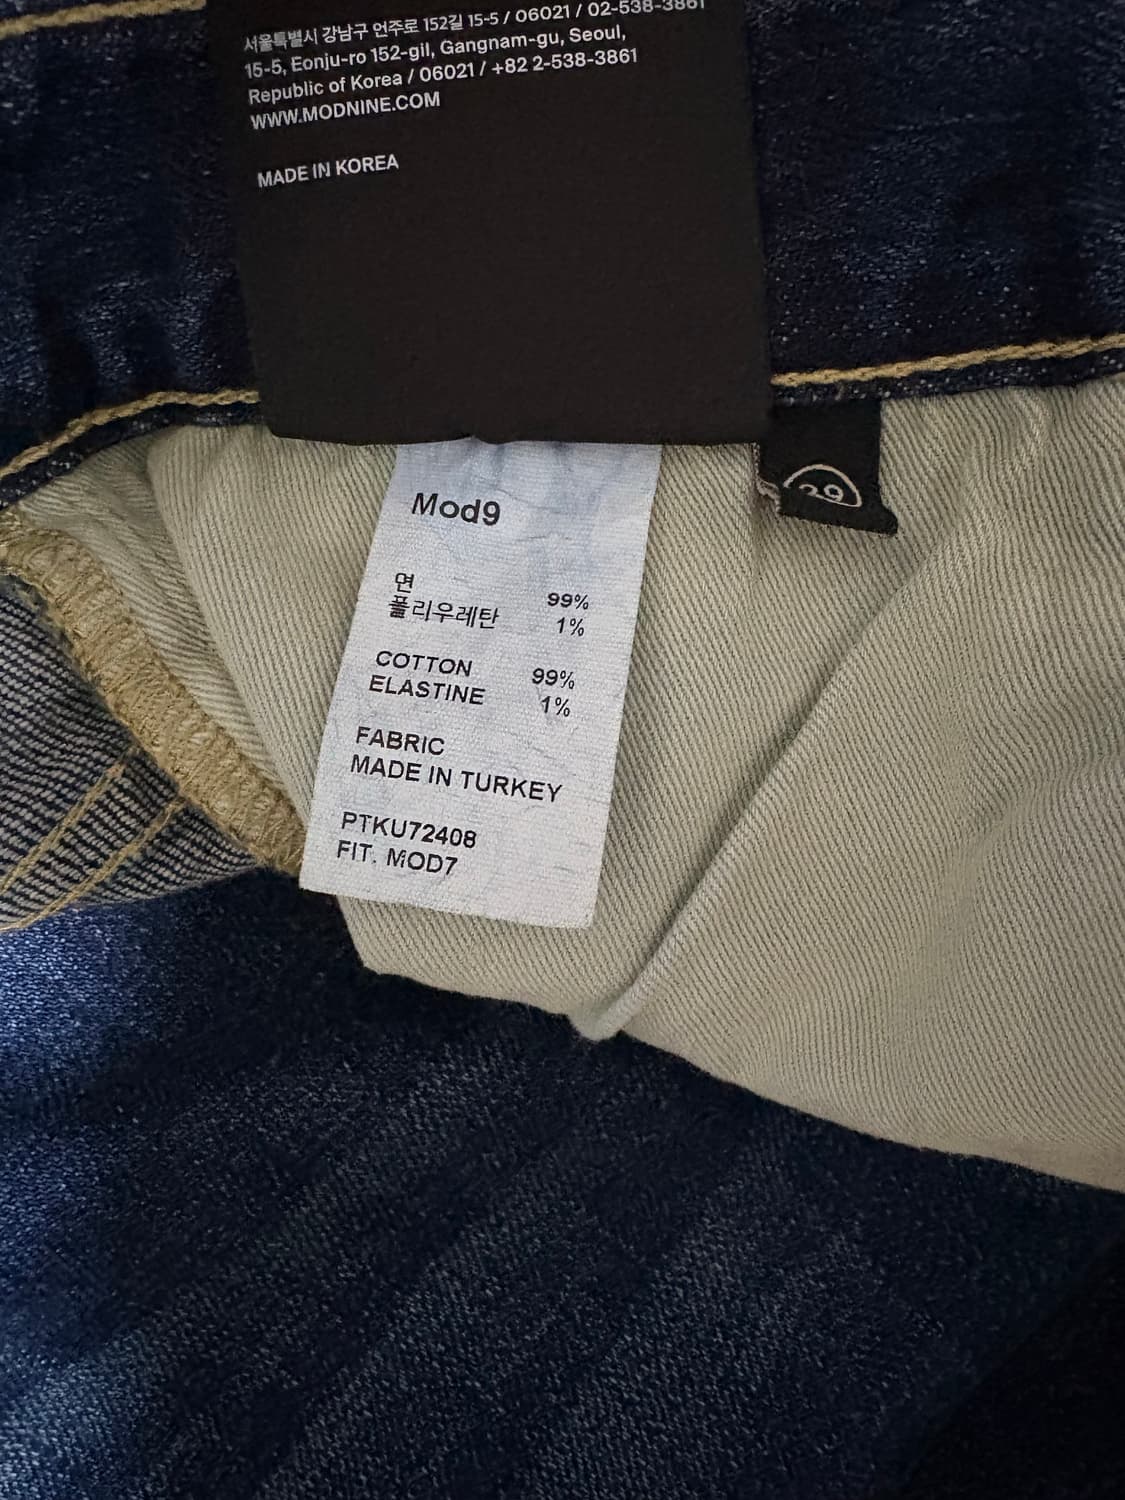 서울특별시 강남구 언주로 152길 15-5 / 06021 / 02-538-3861
15-5, Eonju-ro 152-gil, Gangnam-gu, Seoul,
Republic of Korea / 06021 / +82 2-538-3861
WWW.MODNINE.COM
MADE IN KOREA
29
Mod9
면 99%
폴리우레탄 1%
COTTON 99%
ELASTINE 1%
FABRIC
MADE IN TURKEY
PTKU72408
FIT. MOD7